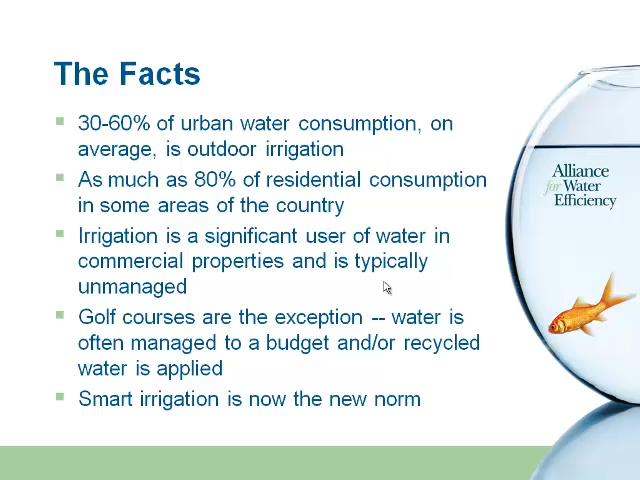 The Facts
30-60% of urban water consumption, on
average, is outdoor irrigation
As much as 80% of residential consumption
in some areas of the country
Irrigation is a significant user of water in
commercial properties and is typically
unmanaged
Golf courses are the exception -- water is
often managed to a budget and/or recycled
water is applied
Smart irrigation is now the new norm
Alliance
for Water
Efficiency